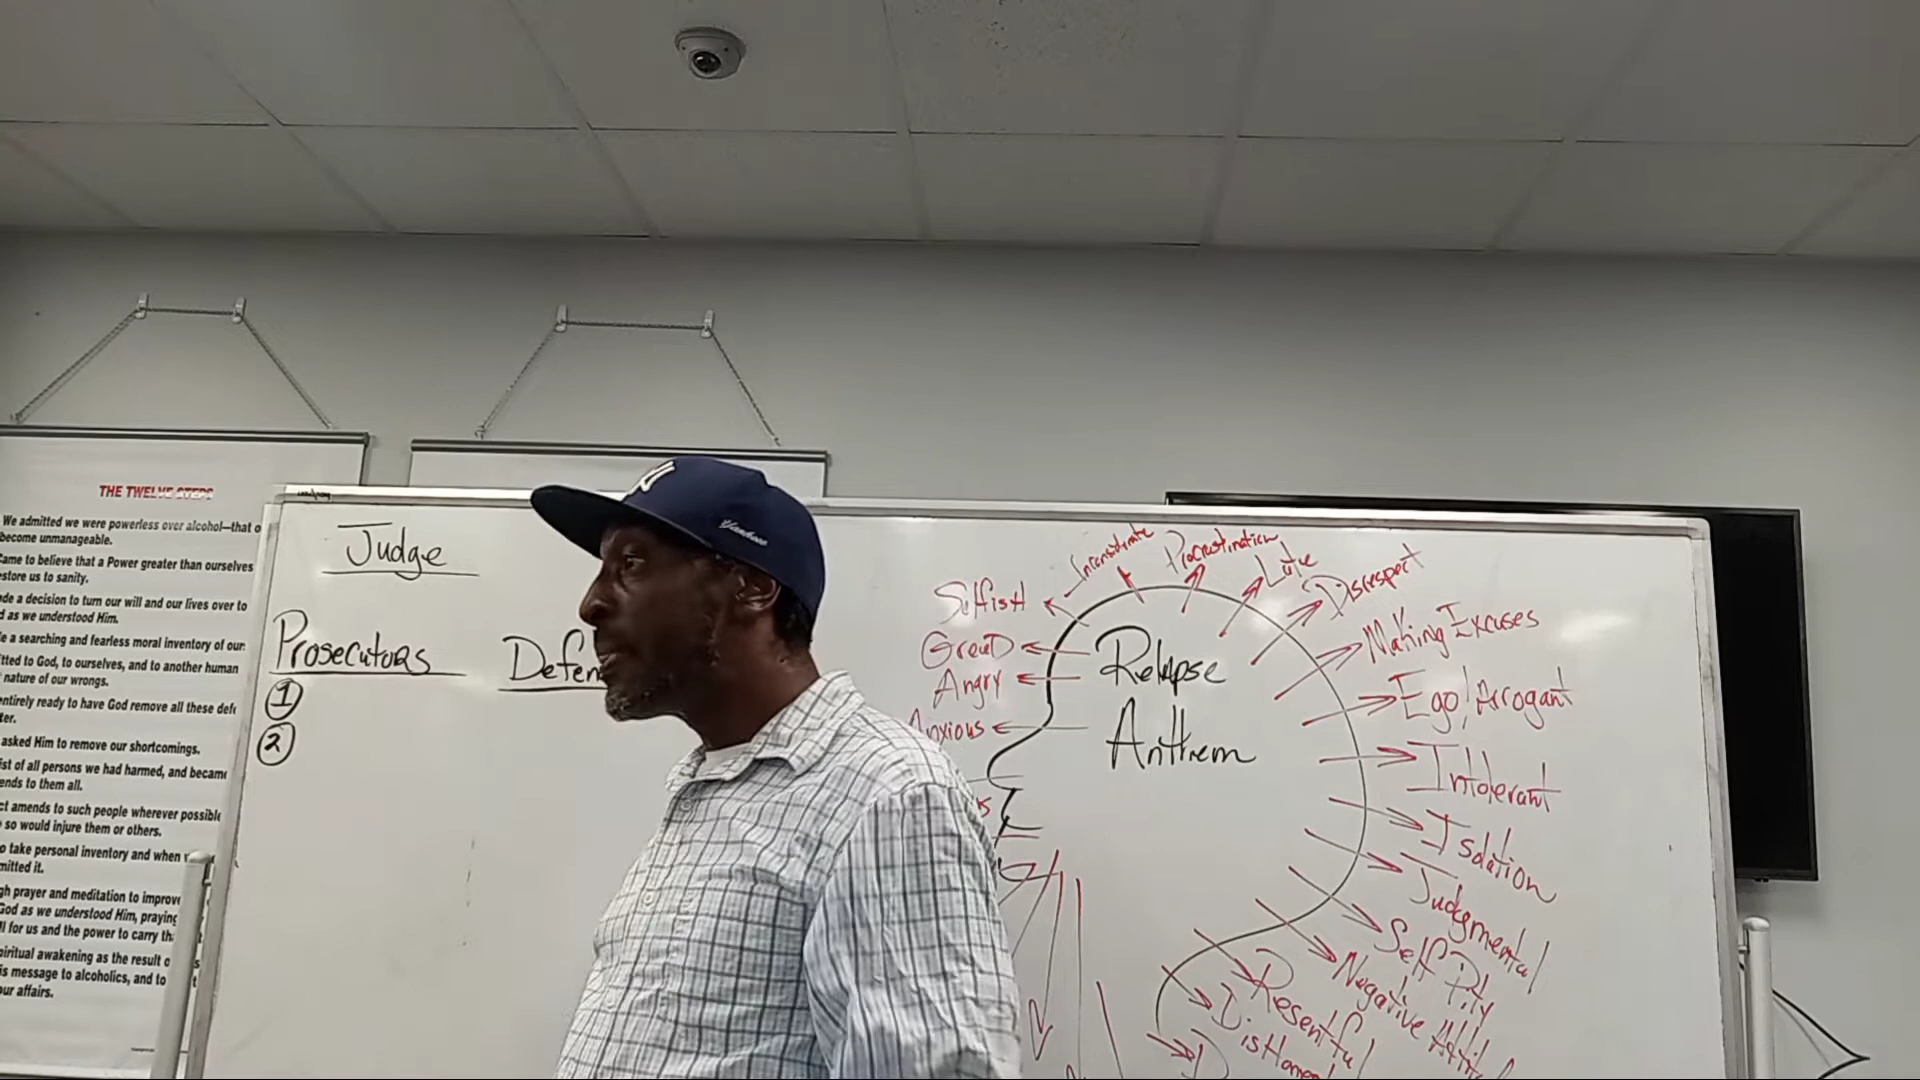 THE TWELVE STEPS
We admitted we were powerless over alcohol—that
become unmanageable.
ame to believe that a Power greater than ourselves
store us to sanity.
de a decision to turn our will and our lives over to
d as we understood Him.
e a searching and fearless moral inventory of our
tted to God, to ourselves, and to another human
nature of our wrongs.
entirely ready to have God remove all these defe
ter.
asked Him to remove our shortcomings.
ist of all persons we had harmed, and became
ends to them all.
ct amends to such people wherever possible
so would injure them or others.
o take personal inventory and when
mitted it.
gh prayer and meditation to improve
God as we understood Him, praying
ll for us and the power to carry th
piritual awakening as the result o
is message to alcoholics, and to
our affairs.
Judge
Prosecutors
1
2
Defen
Relapse
Anthem
Inconsiderate
Procrastination
Late
Disrespect
Making Excuses
Ego/Arrogant
Intolerant
Isolation
Judgmental
Self Pity
Negative Attit
Resentful
DisHones
D
SelfisH
GreeD
Angry
Anxious